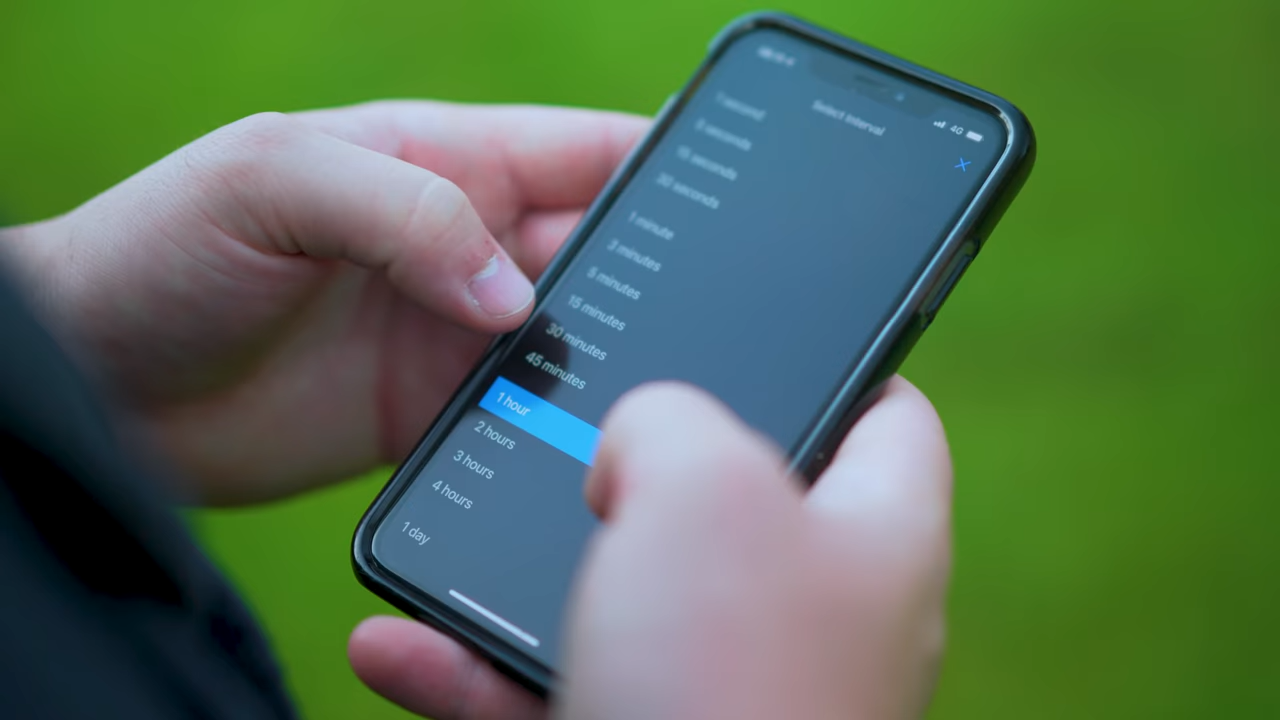 4G
Select Interval
1 second
5 seconds
15 seconds
30 seconds
1 minute
3 minutes
5 minutes
15 minutes
30 minutes
45 minutes
1 hour
2 hours
3 hours
4 hours
1 day